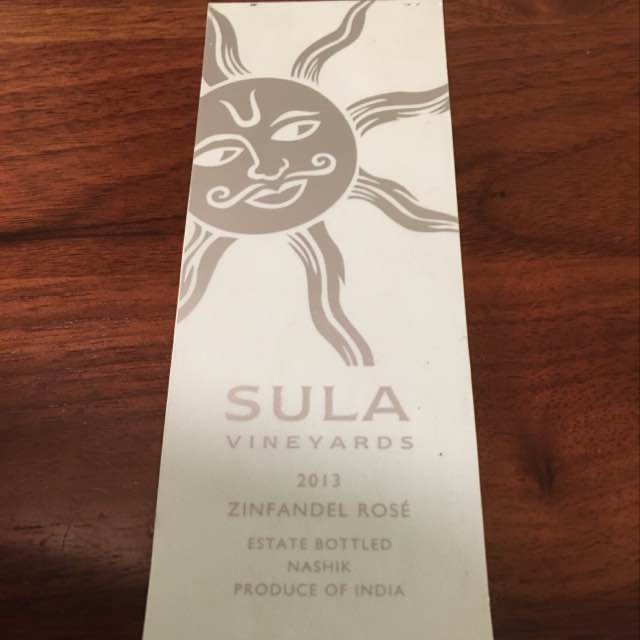 SULA
VINEYARDS
2013
ZINFANDEL ROSÉ
ESTATE BOTTLED
NASHIK
PRODUCE OF INDIA